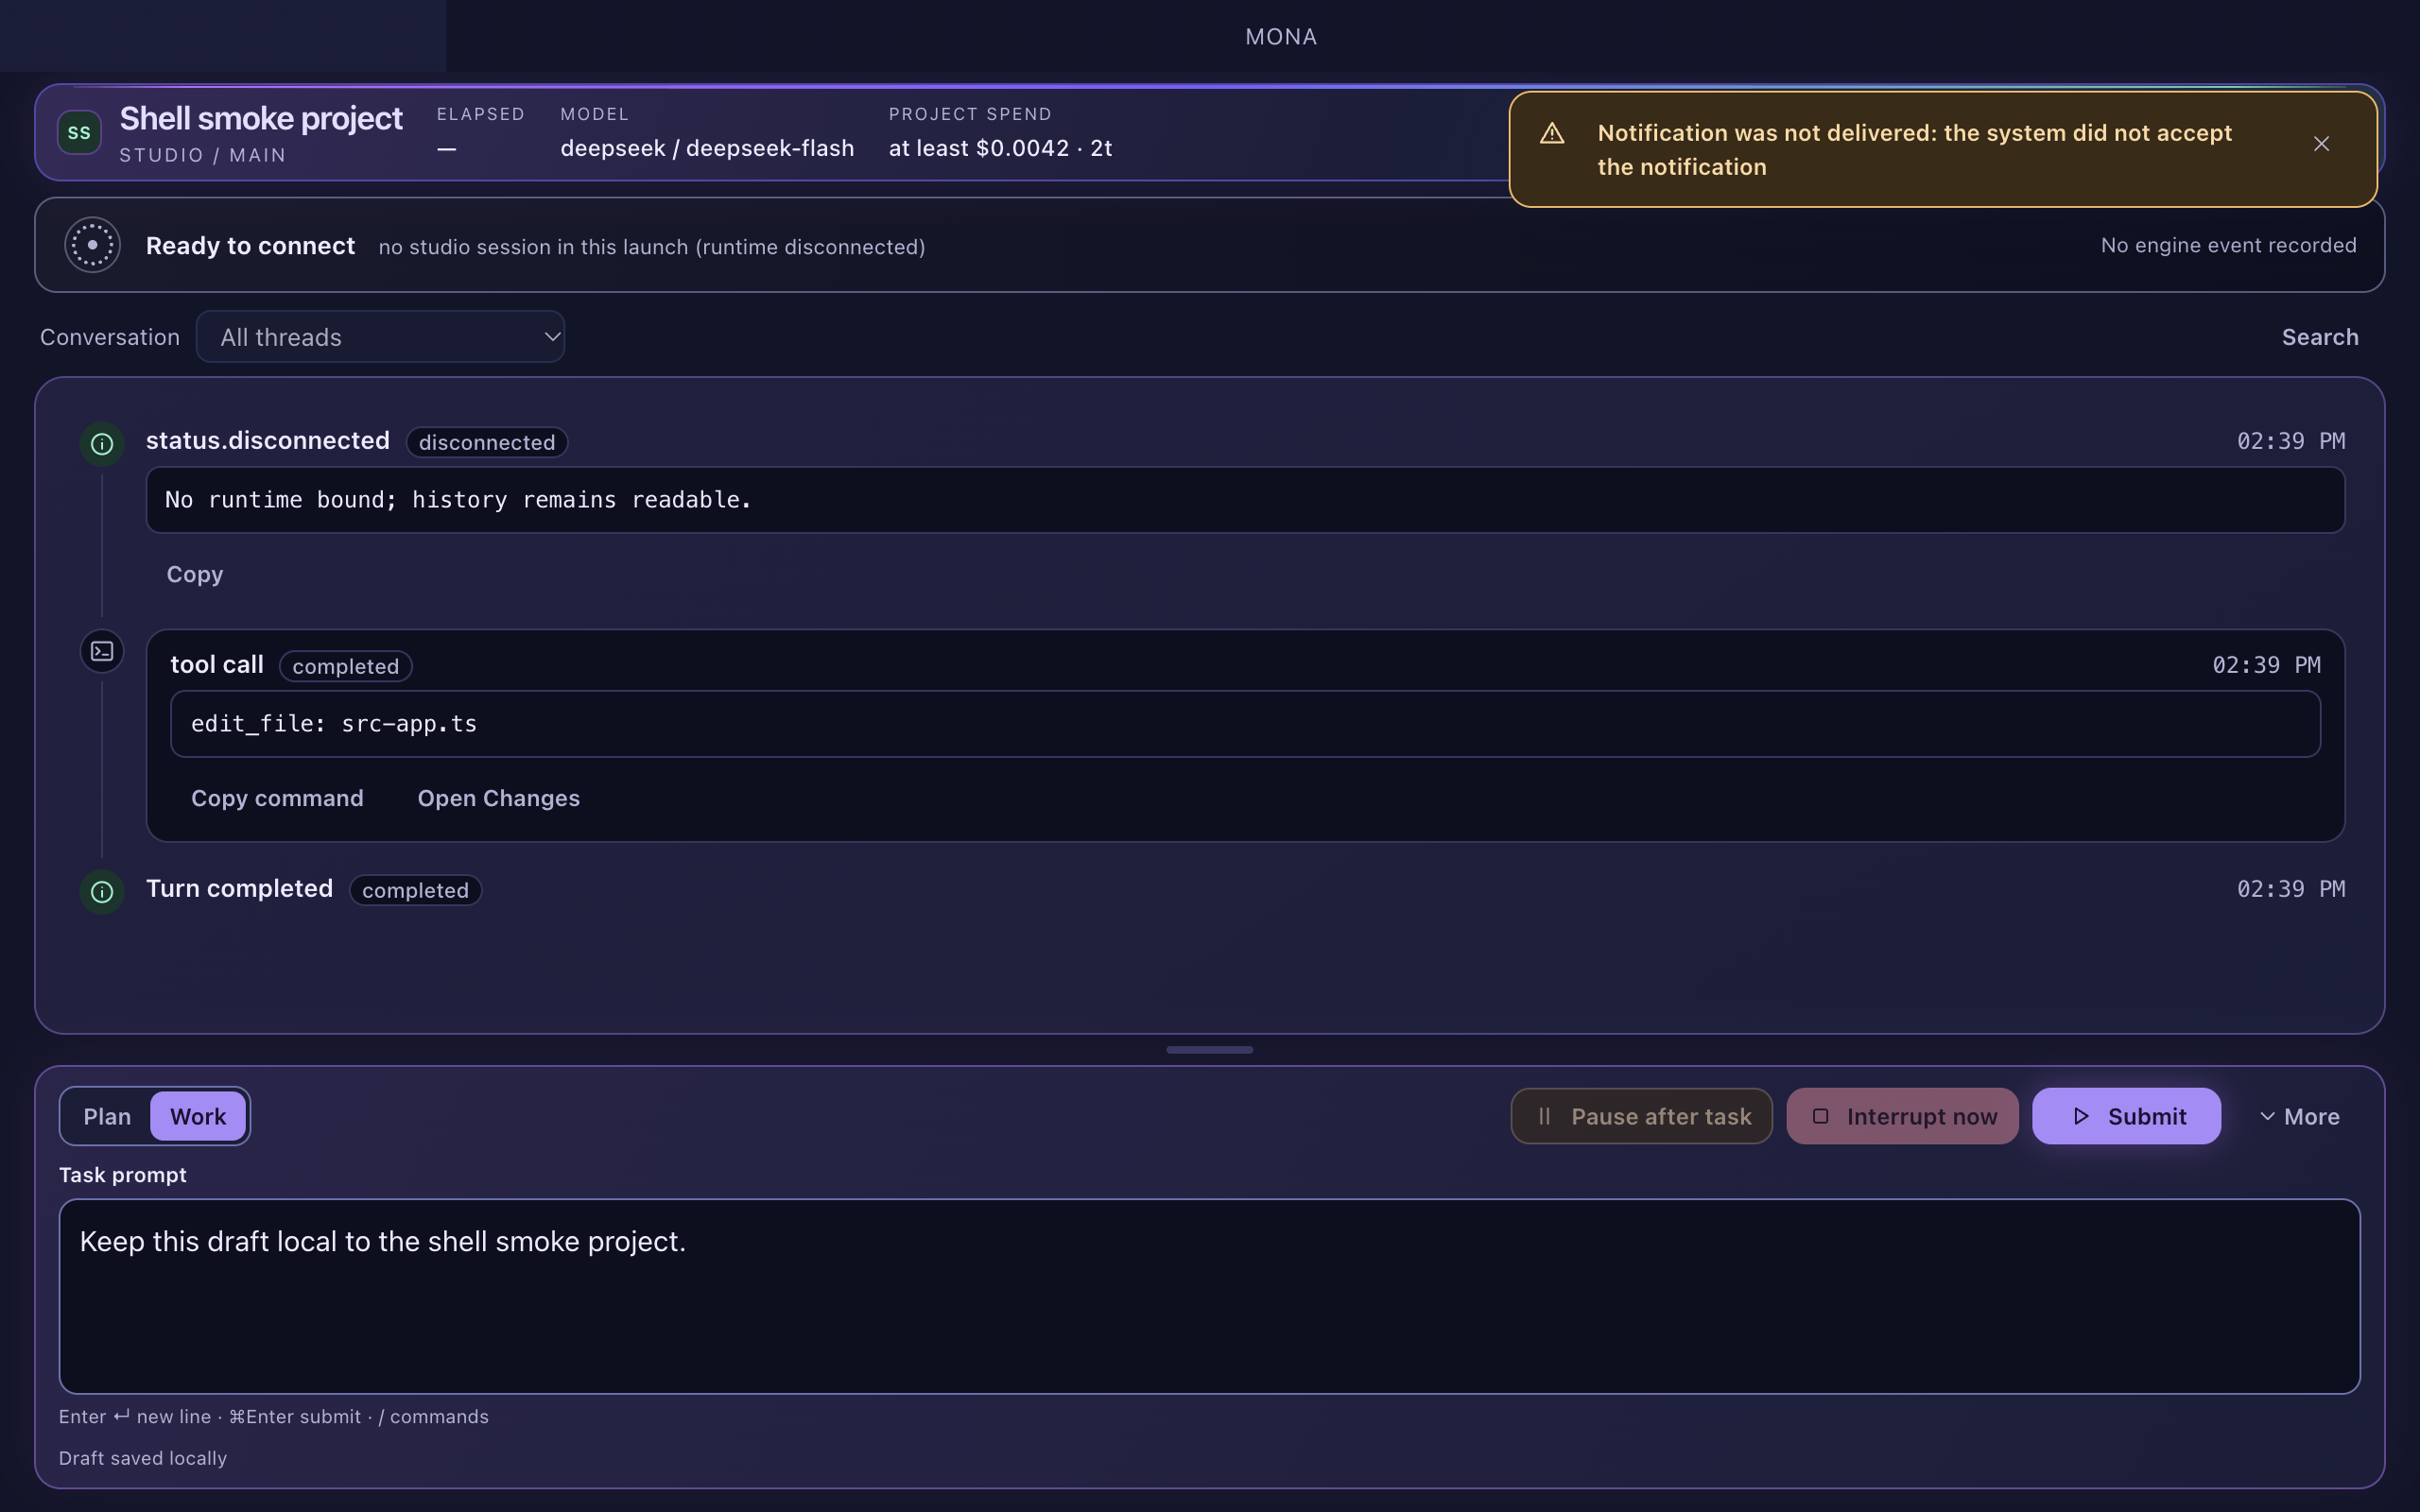 MONA
SS
Shell smoke project
STUDIO / MAIN
ELAPSED
—
MODEL
deepseek / deepseek-flash
PROJECT SPEND
at least $0.0042 · 2t
Notification was not delivered: the system did not accept
the notification
Ready to connect
no studio session in this launch (runtime disconnected)
No engine event recorded
Conversation
All threads
Search
status.disconnected
disconnected
02:39 PM
No runtime bound; history remains readable.
Copy
tool call
completed
02:39 PM
edit_file: src-app.ts
Copy command
Open Changes
Turn completed
completed
02:39 PM
Plan
Work
Pause after task
Interrupt now
Submit
More
Task prompt
Keep this draft local to the shell smoke project.
Enter ↵ new line · ⌘Enter submit · / commands
Draft saved locally